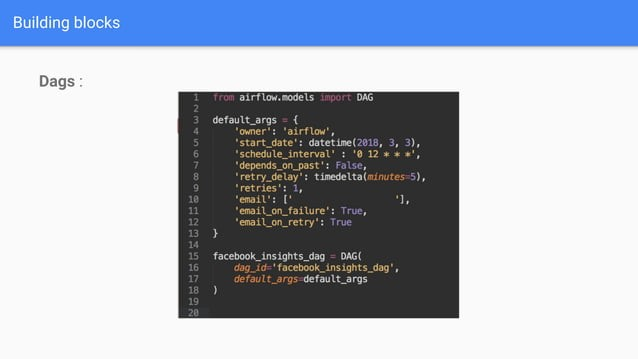 Building blocks
Dags :
1 from airflow.models import DAG
2
3 default_args = {
4 'owner': 'airflow',
5 'start_date': datetime(2018, 3, 3),
6 'schedule_interval' : '0 12 * * *',
7 'depends_on_past': False,
8 'retry_delay': timedelta(minutes=5),
9 'retries': 1,
10 'email': [' '],
11 'email_on_failure': True,
12 'email_on_retry': True
13 }
14
15 facebook_insights_dag = DAG(
16 dag_id='facebook_insights_dag',
17 default_args=default_args
18 )
19
20